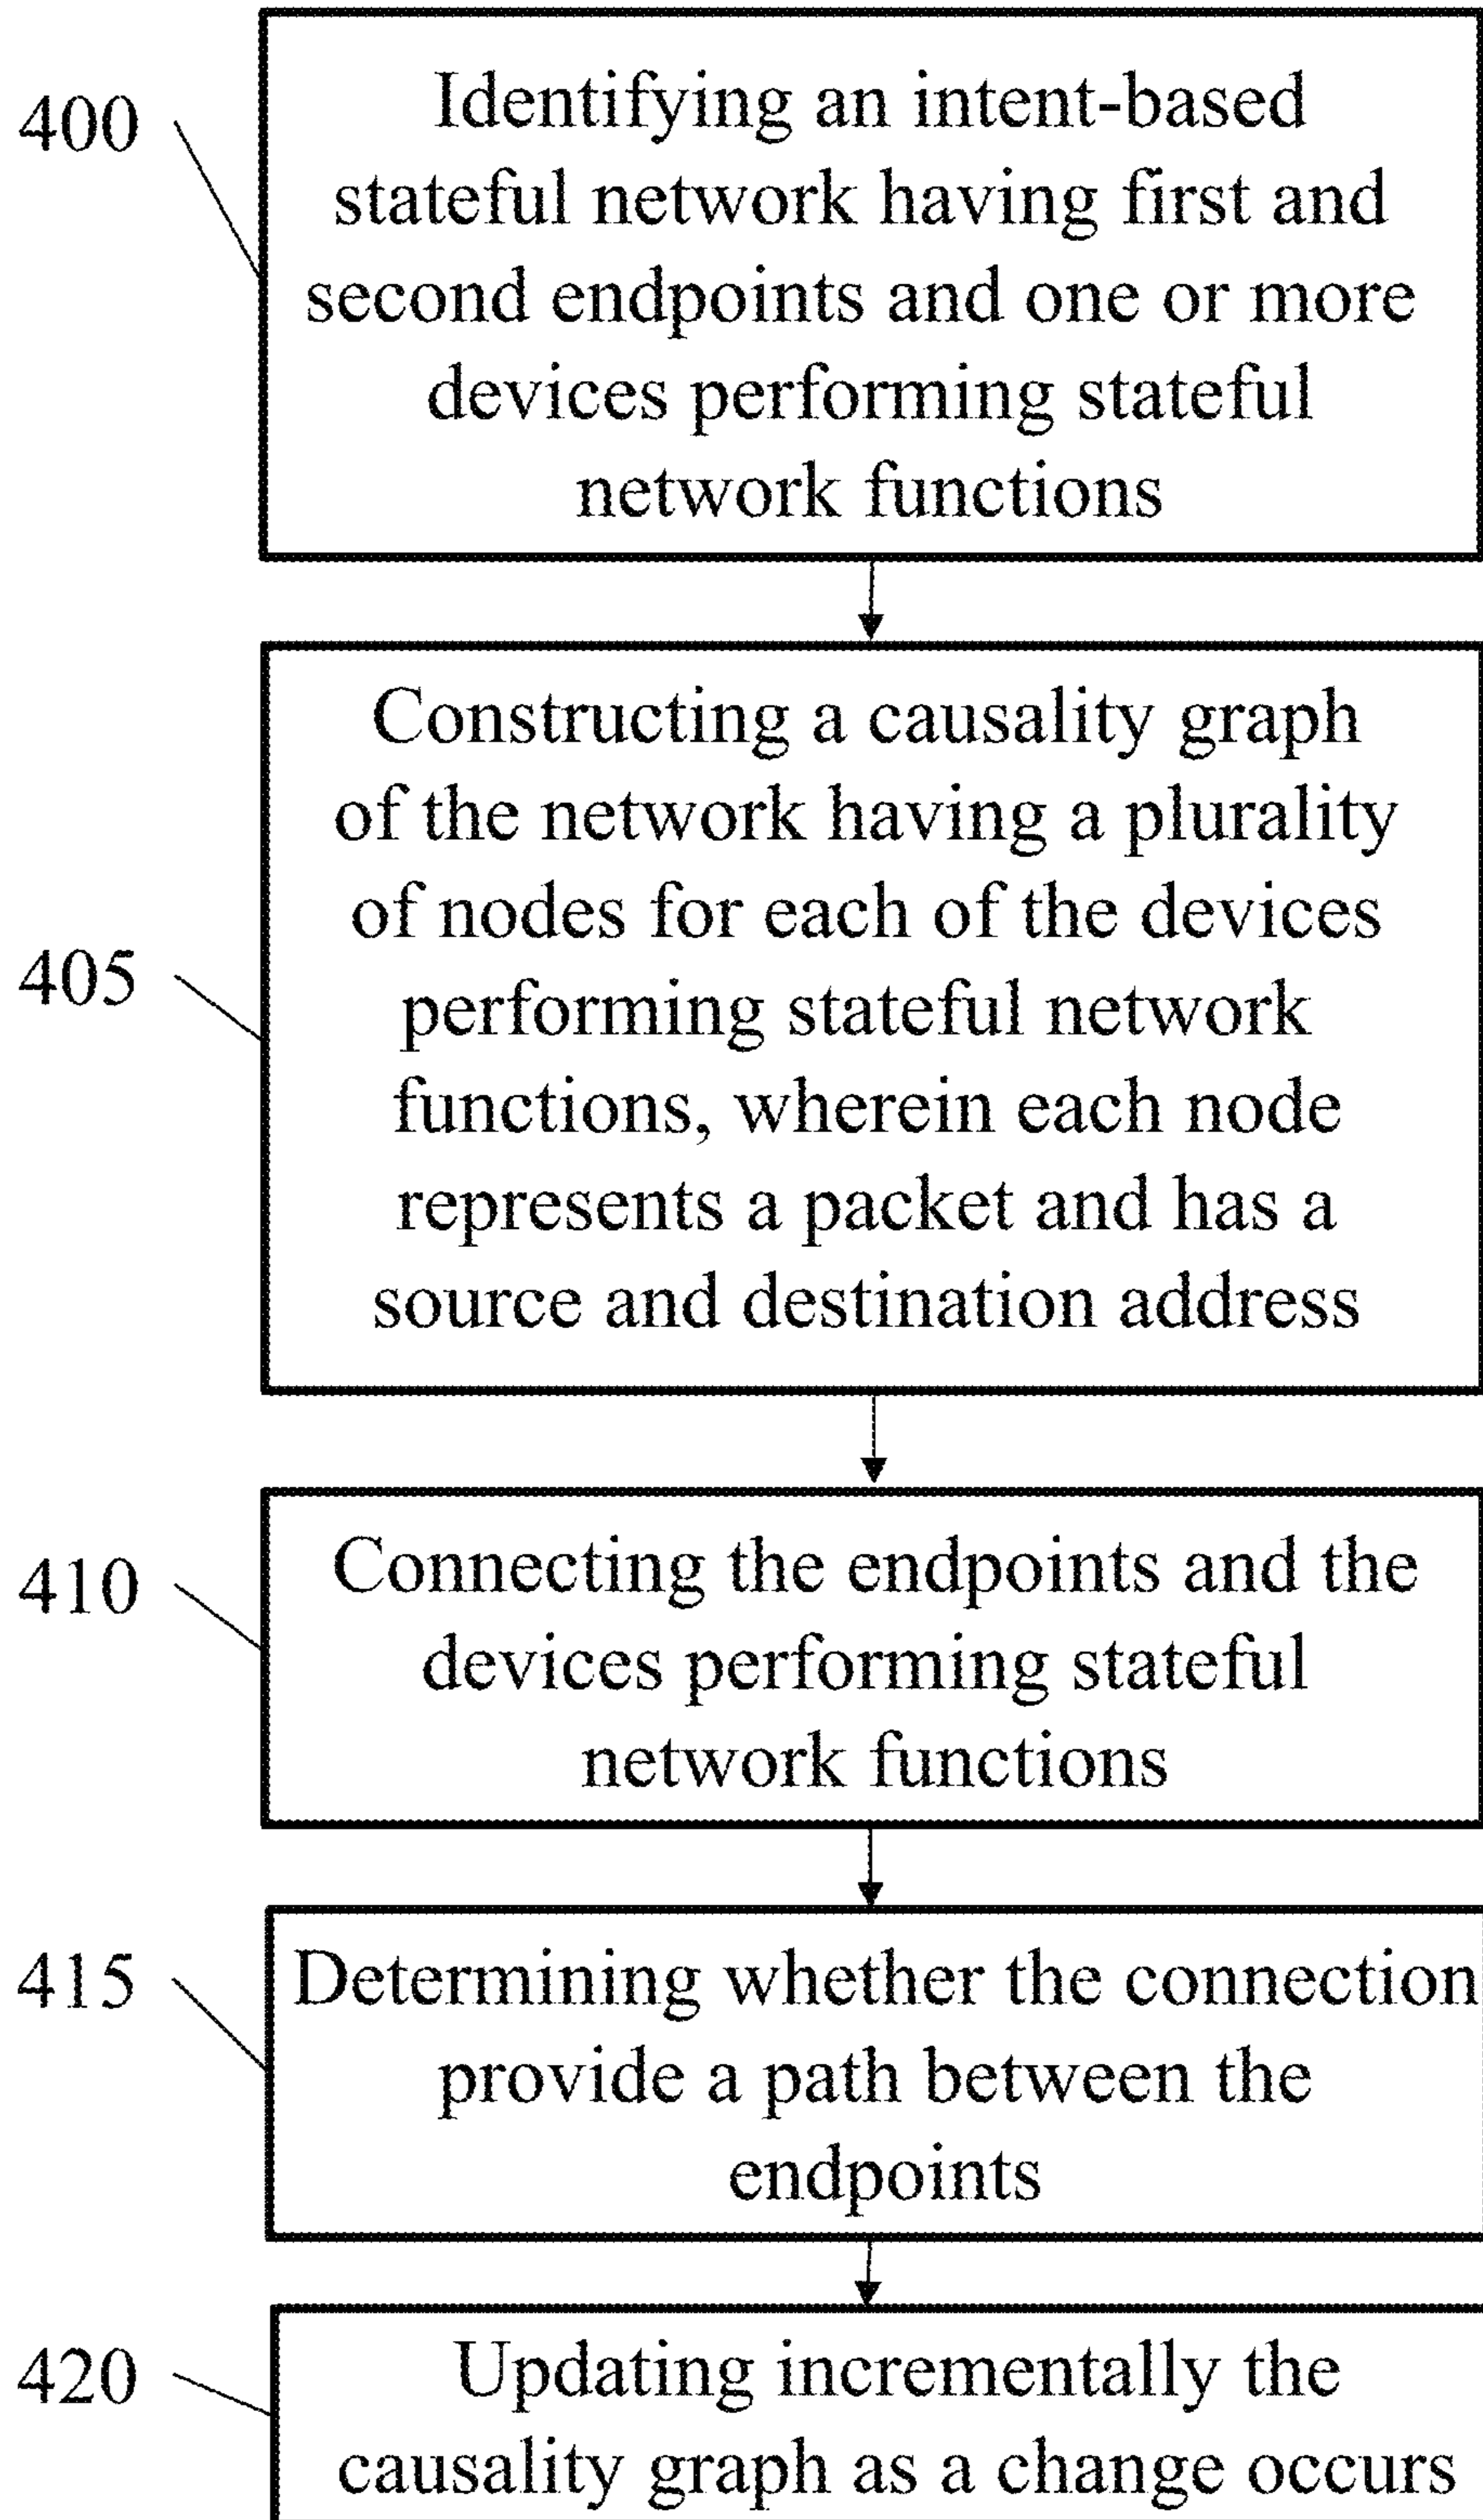 400
Identifying an intent-based
stateful network having first and
second endpoints and one or more
devices performing stateful
network functions
405
Constructing a causality graph
of the network having a plurality
of nodes for each of the devices
performing stateful network
functions, wherein each node
represents a packet and has a
source and destination address
410
Connecting the endpoints and the
devices performing stateful
network functions
415
Determining whether the connection
provide a path between the
endpoints
420
Updating incrementally the
causality graph as a change occurs